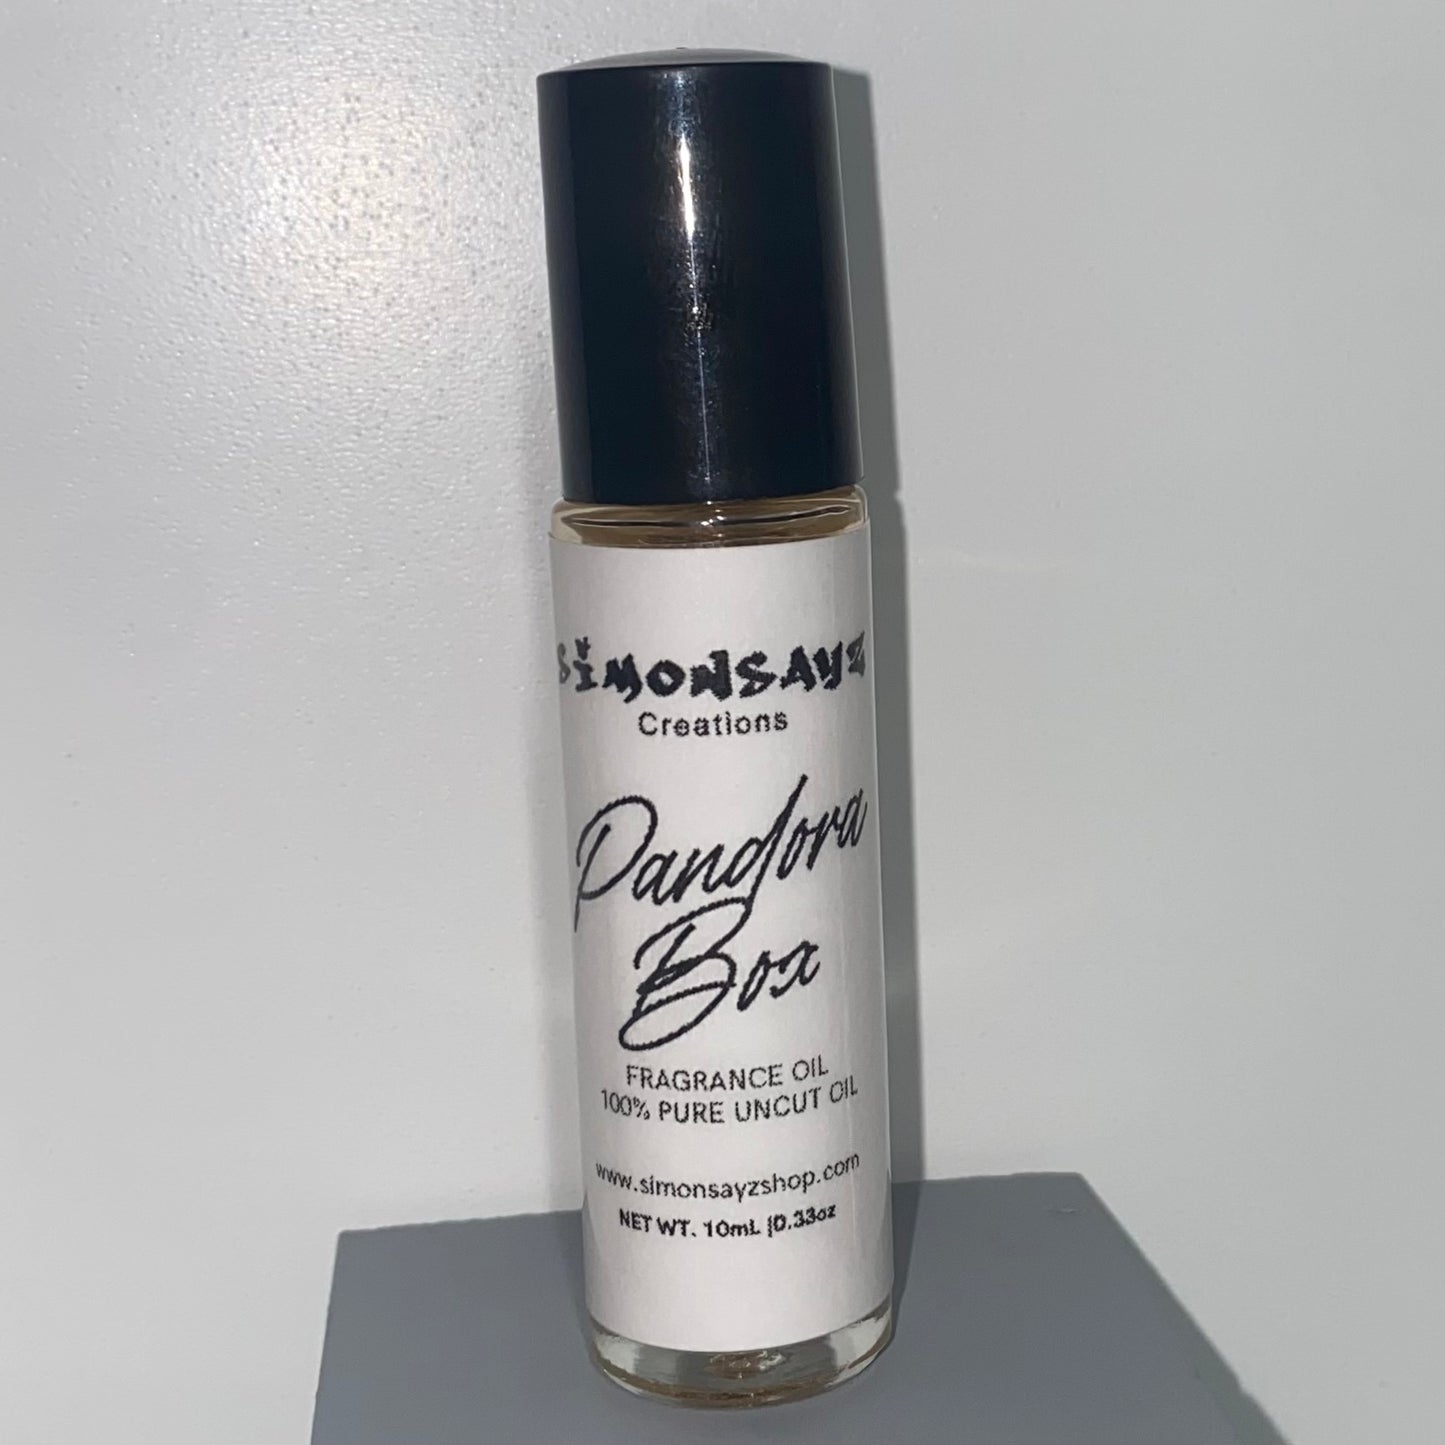 SIMONSAYZ
Creations
Pandora
Box
FRAGRANCE OIL
100% PURE UNCUT OIL
www.simonsayzshop.com
NET WT. 10mL |0.33oz